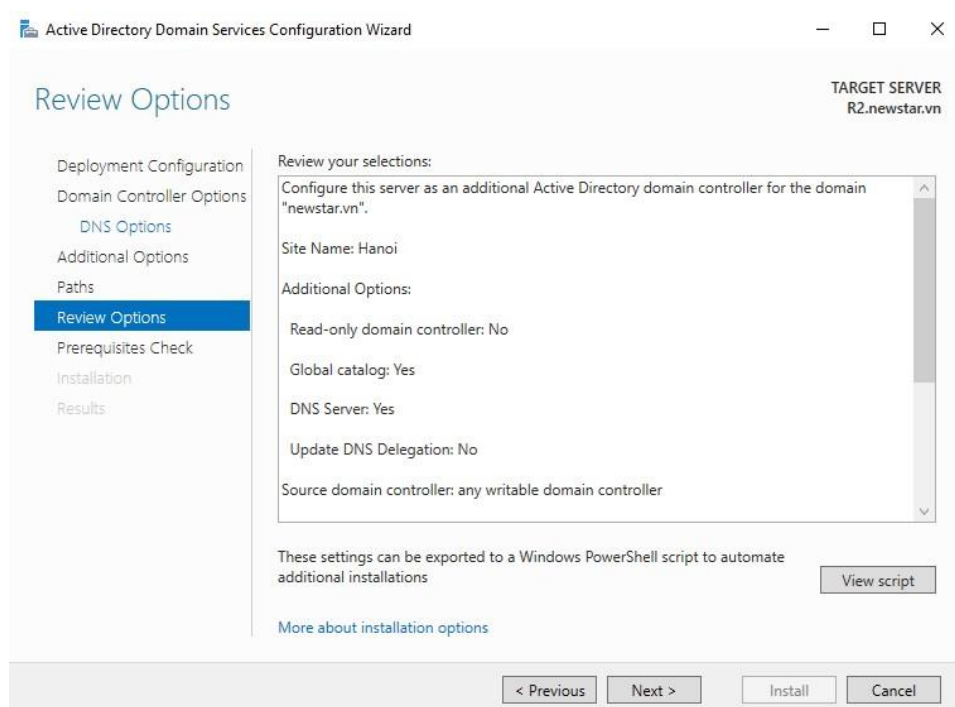 Active Directory Domain Services Configuration Wizard
Review Options
TARGET SERVER
R2.newstar.vn
Deployment Configuration
Domain Controller Options
DNS Options
Additional Options
Paths
Review Options
Prerequisites Check
Installation
Results
Review your selections:
Configure this server as an additional Active Directory domain controller for the domain
"newstar.vn".
Site Name: Hanoi
Additional Options:
Read-only domain controller: No
Global catalog: Yes
DNS Server: Yes
Update DNS Delegation: No
Source domain controller: any writable domain controller
These settings can be exported to a Windows PowerShell script to automate
additional installations
View script
More about installation options
< Previous
Next >
Install
Cancel